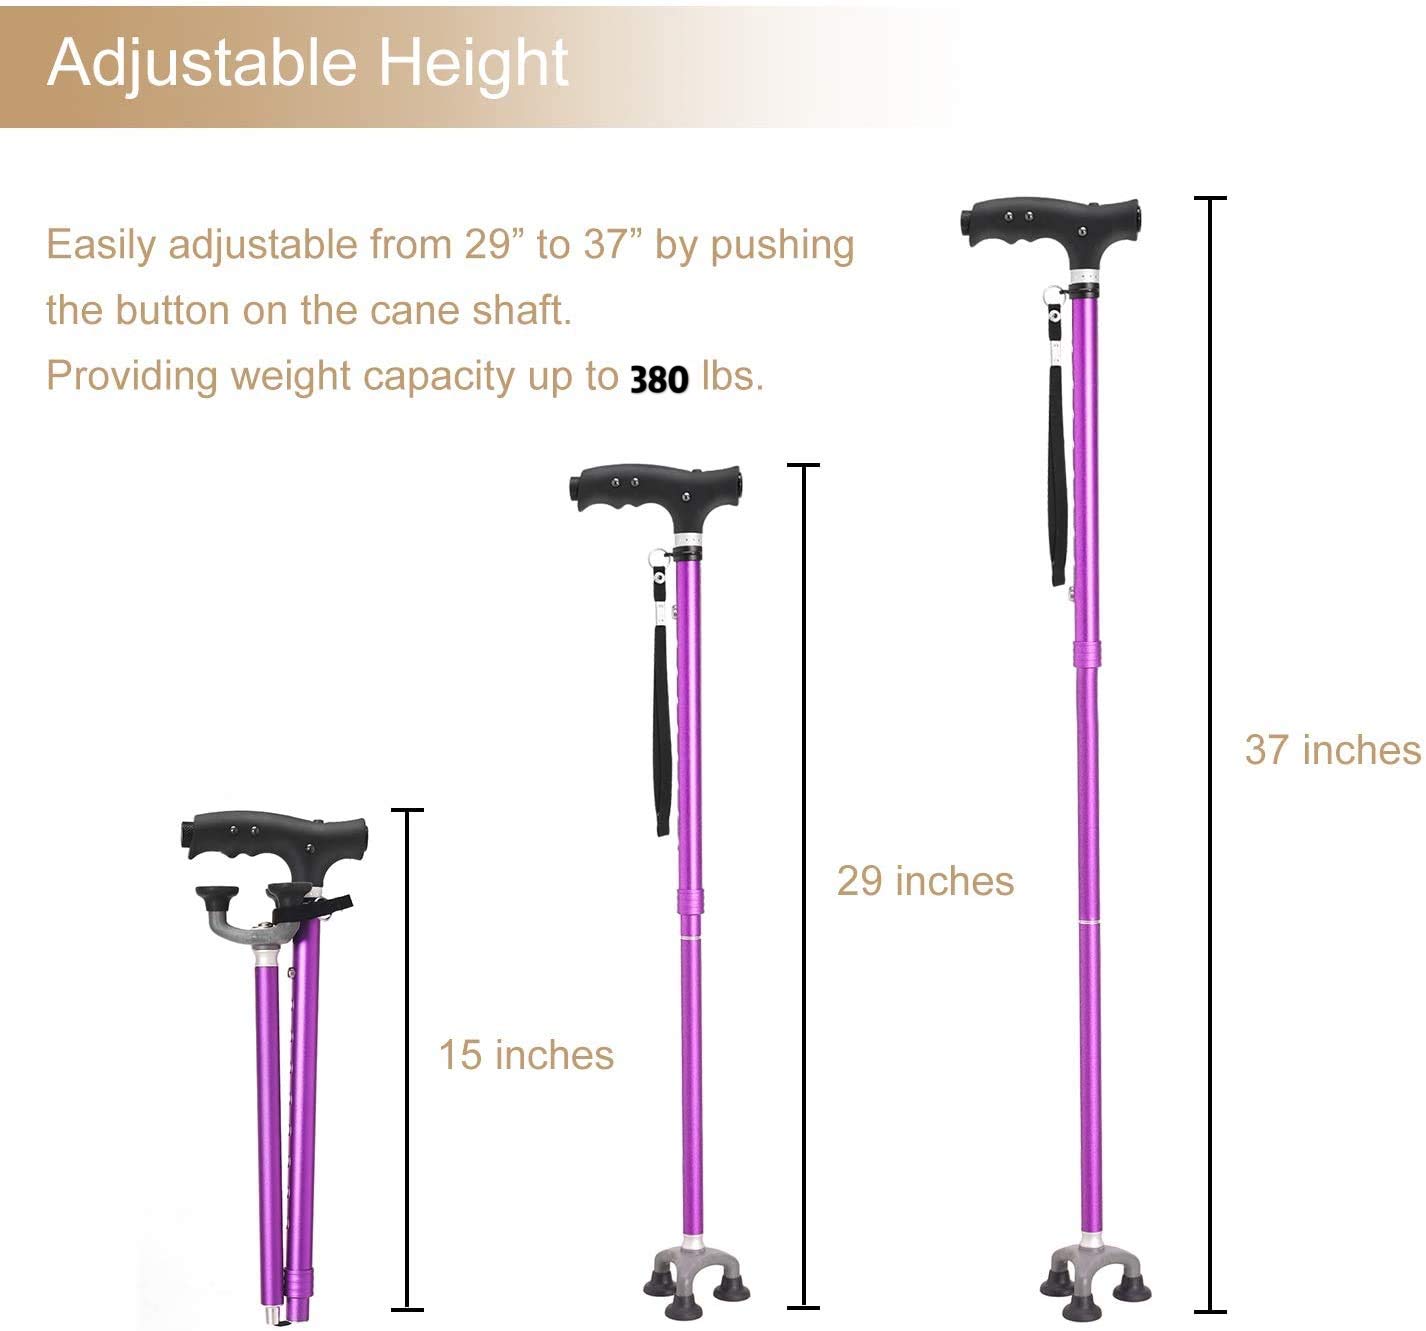 Adjustable Height
Easily adjustable from 29” to 37” by pushing
the button on the cane shaft.
Providing weight capacity up to 380 lbs.
37 inches
29 inches
15 inches